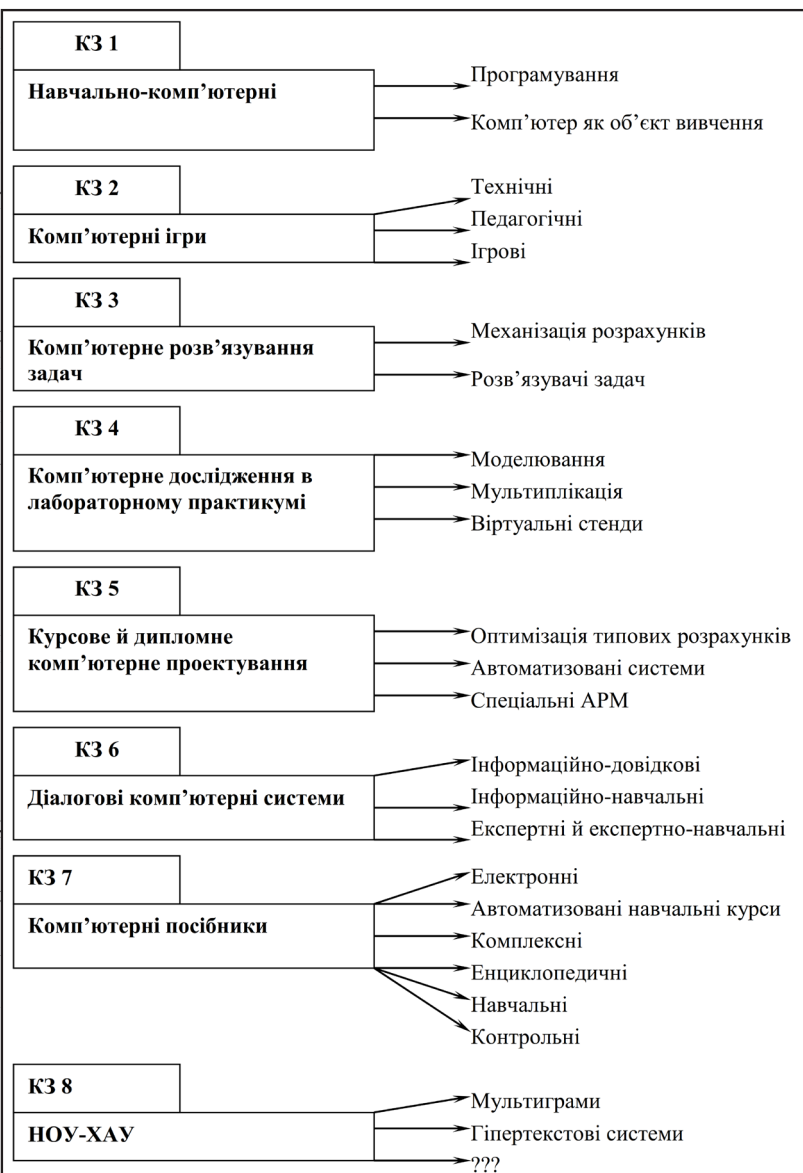 КЗ 1
Навчально-комп’ютерні
Програмування
Комп’ютер як об’єкт вивчення
КЗ 2
Комп’ютерні ігри
Технічні
Педагогічні
Ігрові
КЗ 3
Комп’ютерне розв’язування
задач
Механізація розрахунків
Розв’язувачі задач
КЗ 4
Комп’ютерне дослідження в
лабораторному практикумі
Моделювання
Мультиплікація
Віртуальні стенди
КЗ 5
Курсове й дипломне
комп’ютерне проектування
Оптимізація типових розрахунків
Автоматизовані системи
Спеціальні АРМ
КЗ 6
Діалогові комп’ютерні системи
Інформаційно-довідкові
Інформаційно-навчальні
Експертні й експертно-навчальні
КЗ 7
Комп’ютерні посібники
Електронні
Автоматизовані навчальні курси
Комплексні
Енциклопедичні
Навчальні
Контрольні
КЗ 8
НОУ-ХАУ
Мультиграми
Гіпертекстові системи
???